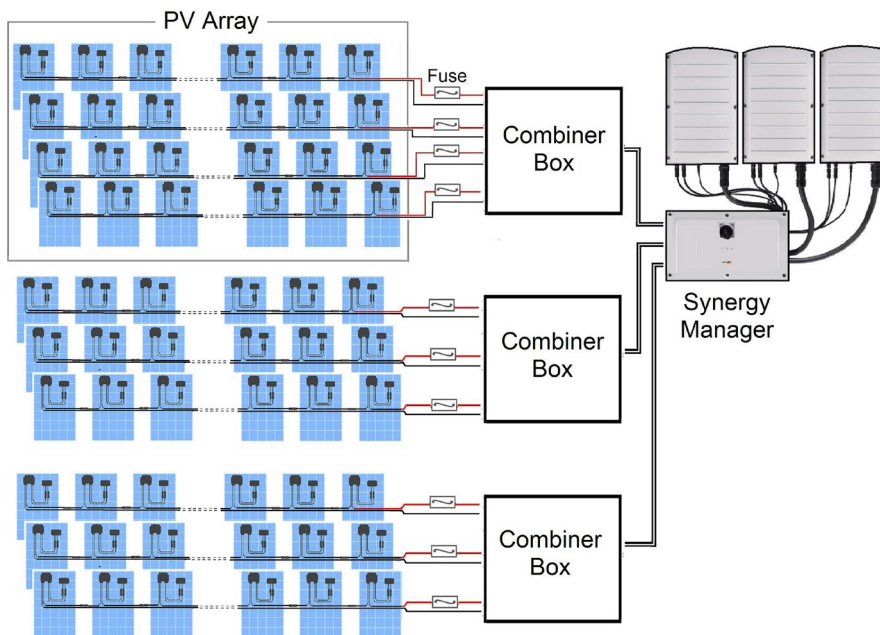 PV Array
Fuse
Combiner
Box
Synergy
Manager
Combiner
Box
Combiner
Box